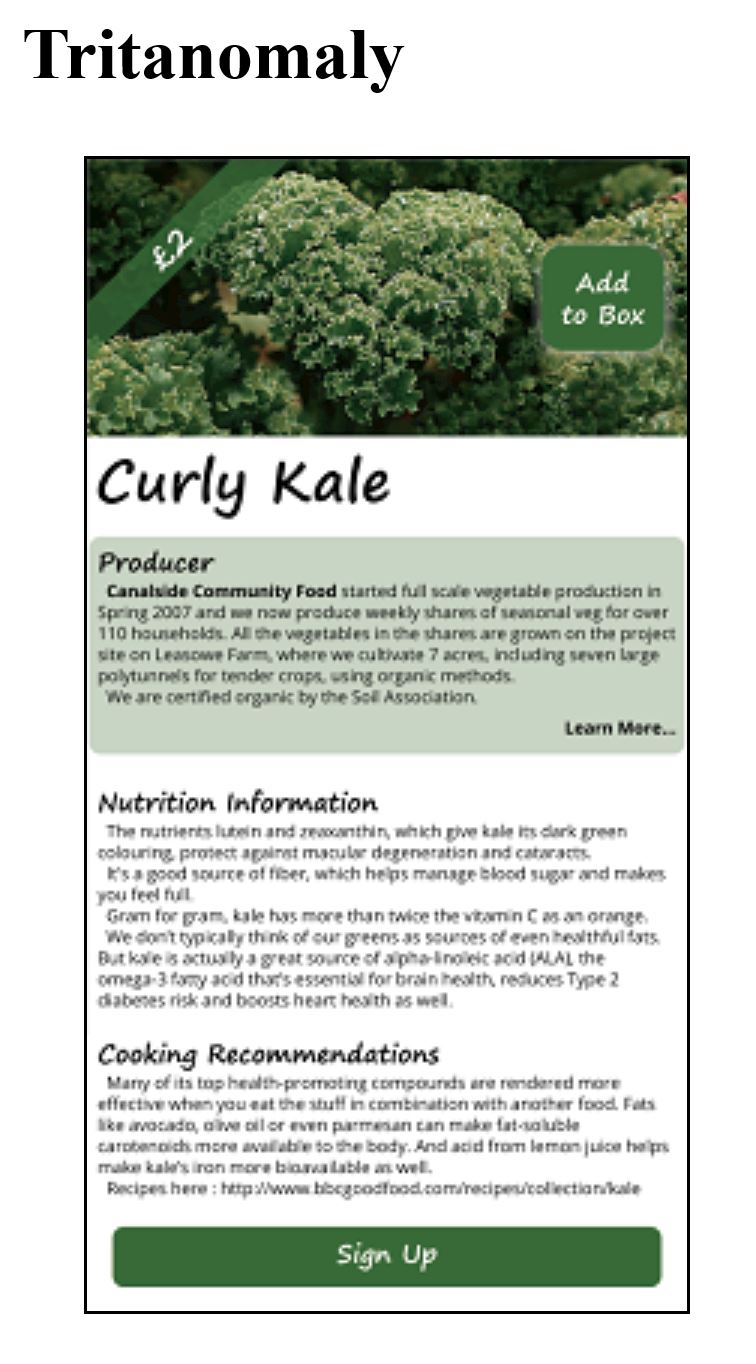 Tritanomaly
£2
Add
to Box
Curly Kale
Producer
Canalside Community Food started full scale vegetable production in
Spring 2007 and we now produce weekly shares of seasonal veg for over
110 households. All the vegetables in the shares are grown on the project
site on Leasowe Farm, where we cultivate 7 acres, including seven large
polytunnels for tender crops, using organic methods.
We are certified organic by the Soil Association.
Learn More...
Nutrition Information
The nutrients lutein and zeaxanthin, which give kale its dark green
colouring, protect against macular degeneration and cataracts.
It's a good source of fiber, which helps manage blood sugar and makes
you feel full.
Gram for gram, kale has more than twice the vitamin C as an orange.
We don't typically think of our greens as sources of even healthful fats.
But kale is actually a great source of alpha-linoleic acid (ALA), the
omega-3 fatty acid that's essential for brain health, reduces Type 2
diabetes risk and boosts heart health as well.
Cooking Recommendations
Many of its top health-promoting compounds are rendered more
effective when you eat the stuff in combination with another food. Fats
like avocado, olive oil or even parmesan can make fat-soluble
carotenoids more available to the body. And acid from lemon juice helps
make kale's iron more bioavailable as well.
Recipes here : http://www.bbcgoodfood.com/recipes/collection/kale
Sign Up